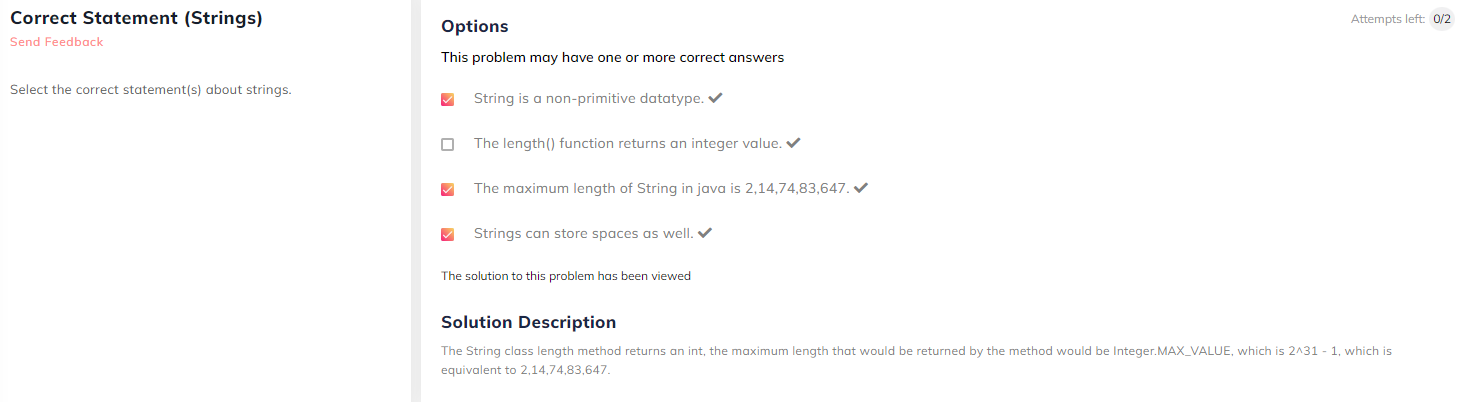 Correct Statement (Strings)
Send Feedback
Select the correct statement(s) about strings.
Options
Attempts left: 0/2
This problem may have one or more correct answers
String is a non-primitive datatype.
The length() function returns an integer value.
The maximum length of String in java is 2,14,74,83,647.
Strings can store spaces as well.
The solution to this problem has been viewed
Solution Description
The String class length method returns an int, the maximum length that would be returned by the method would be Integer.MAX_VALUE, which is 2^31 - 1, which is
equivalent to 2,14,74,83,647.